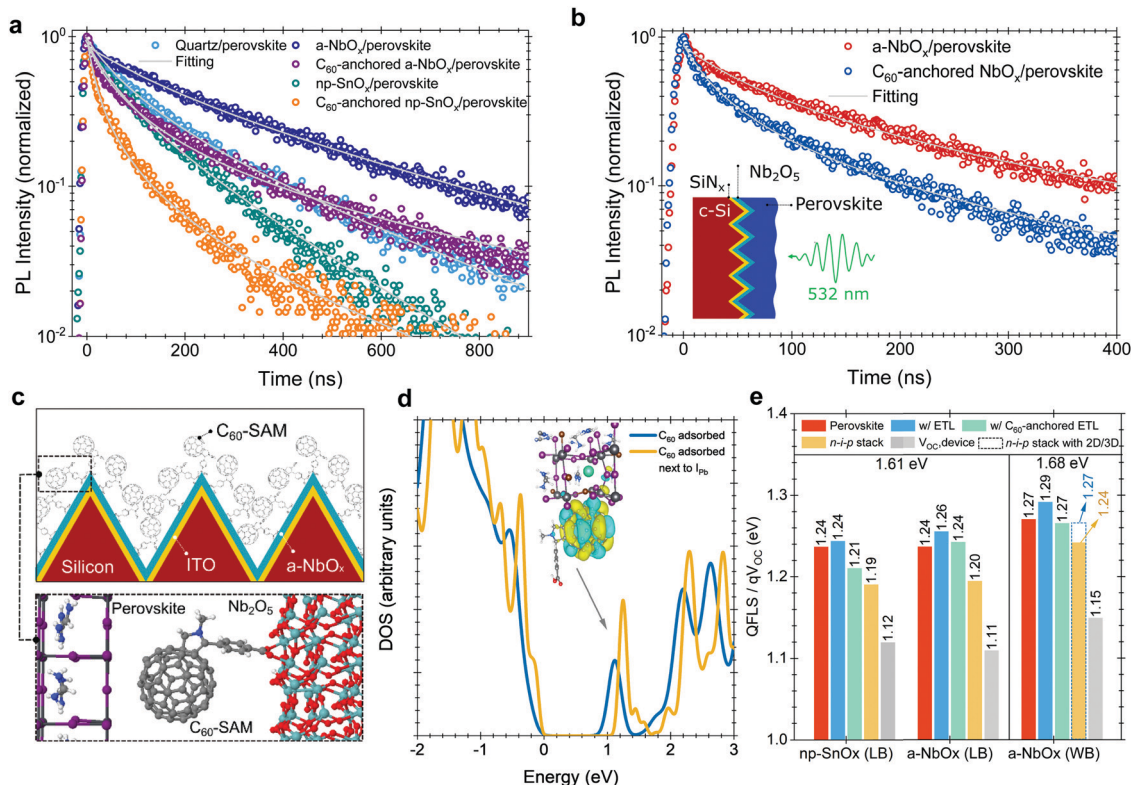 a
PL Intensity (normalized)
10⁰
10⁻¹
10⁻²
Quartz/perovskite
Fitting
a-NbOₓ/perovskite
C₆₀-anchored a-NbOₓ/perovskite
np-SnOₓ/perovskite
C₆₀-anchored np-SnOₓ/perovskite
0 200 400 600 800
Time (ns)
b
PL Intensity (normalized)
10⁰
10⁻¹
10⁻²
a-NbOₓ/perovskite
C₆₀-anchored NbOₓ/perovskite
Fitting
SiNₓ
Nb₂O₅
c-Si
Perovskite
532 nm
0 100 200 300 400
Time (ns)
c
C₆₀-SAM
Silicon
ITO
a-NbOₓ
Perovskite
Nb₂O₅
C₆₀-SAM
d
DOS (arbitrary units)
C₆₀ adsorbed
C₆₀ adsorbed
next to I_Pb
-2 -1 0 1 2 3
Energy (eV)
e
QFLS / qV_OC (eV)
1.4
1.3
1.2
1.1
1.0
Perovskite
w/ ETL
w/ C₆₀-anchored ETL
n-i-p stack
V_OC,device
n-i-p stack with 2D/3D
1.61 eV
1.68 eV
1.24 1.24 1.21 1.19 1.12
1.24 1.26 1.24 1.20 1.11
1.27 1.29 1.27 1.27 1.24 1.15
np-SnOx (LB) a-NbOx (LB) a-NbOx (WB)